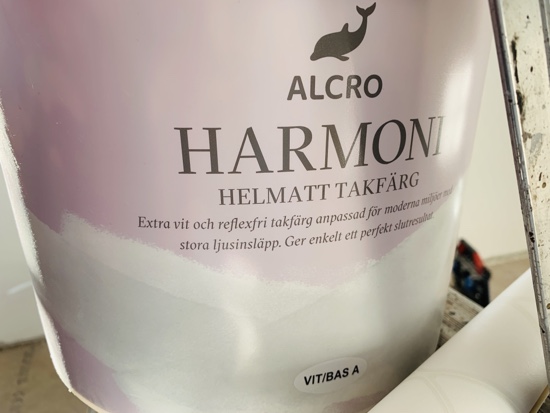 ALCRO
HARMONI
HELMATT TAKFÄRG
Extra vit och reflexfri takfärg anpassad för moderna miljöer med
stora ljusinsläpp. Ger enkelt ett perfekt slutresultat.
VIT/BAS A